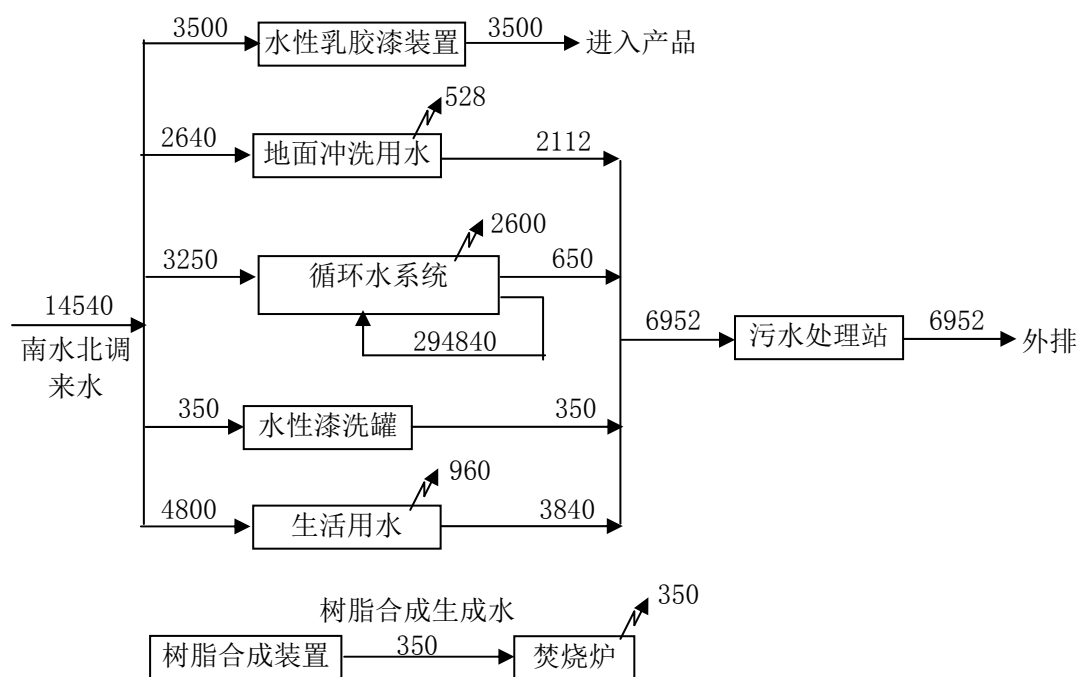 3500 水性乳胶漆装置 3500 进入产品
528
2640 地面冲洗用水 2112
2600
3250 循环水系统 650
14540 294840 6952 污水处理站 6952 外排
南水北调
来水
350 水性漆洗罐 350
960
4800 生活用水 3840
树脂合成生成水 350
树脂合成装置 350 焚烧炉